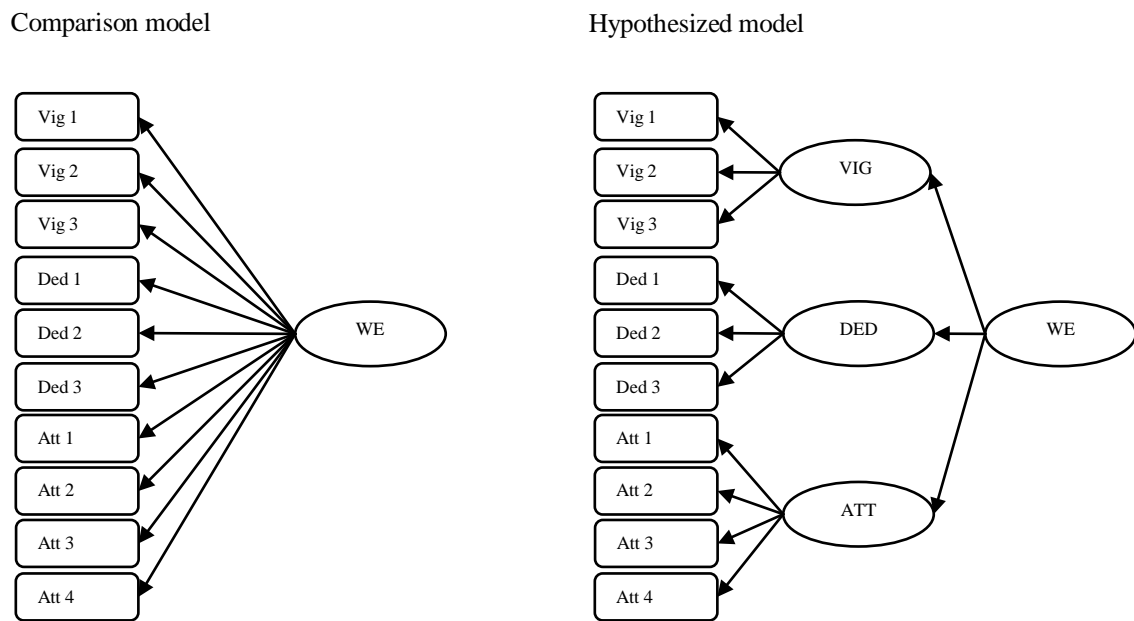 Comparison model
Vig 1
Vig 2
Vig 3
Ded 1
Ded 2
Ded 3
Att 1
Att 2
Att 3
Att 4
WE
Hypothesized model
Vig 1
Vig 2
Vig 3
Ded 1
Ded 2
Ded 3
Att 1
Att 2
Att 3
Att 4
VIG
DED
ATT
WE